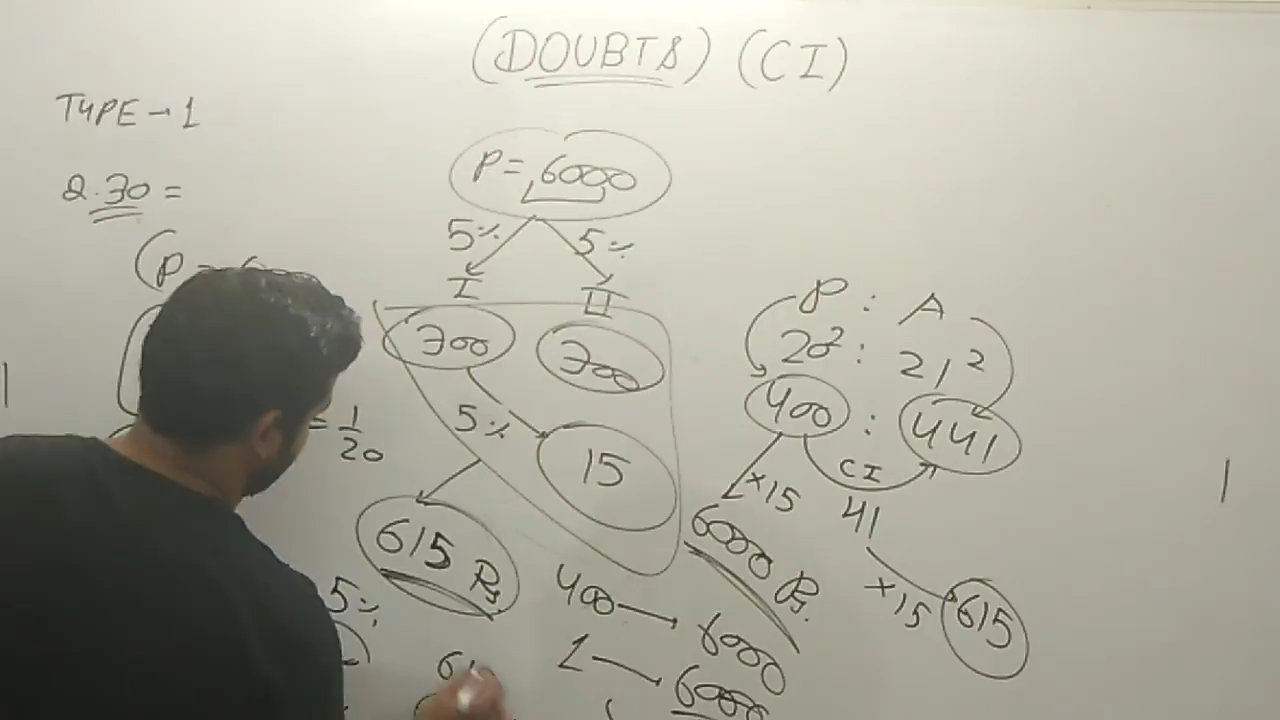 (DOUBTS) (CI)
TYPE → 1
Q.30 =
P = 6000
5% 5%
I II
300 300
5%
15
615 Rs.
(P =
= 1/20
5%
P : A
20² : 21²
400 : 441
CI
×15 41
6000 Rs.
×15 615
400 → 6000
1 → 6000